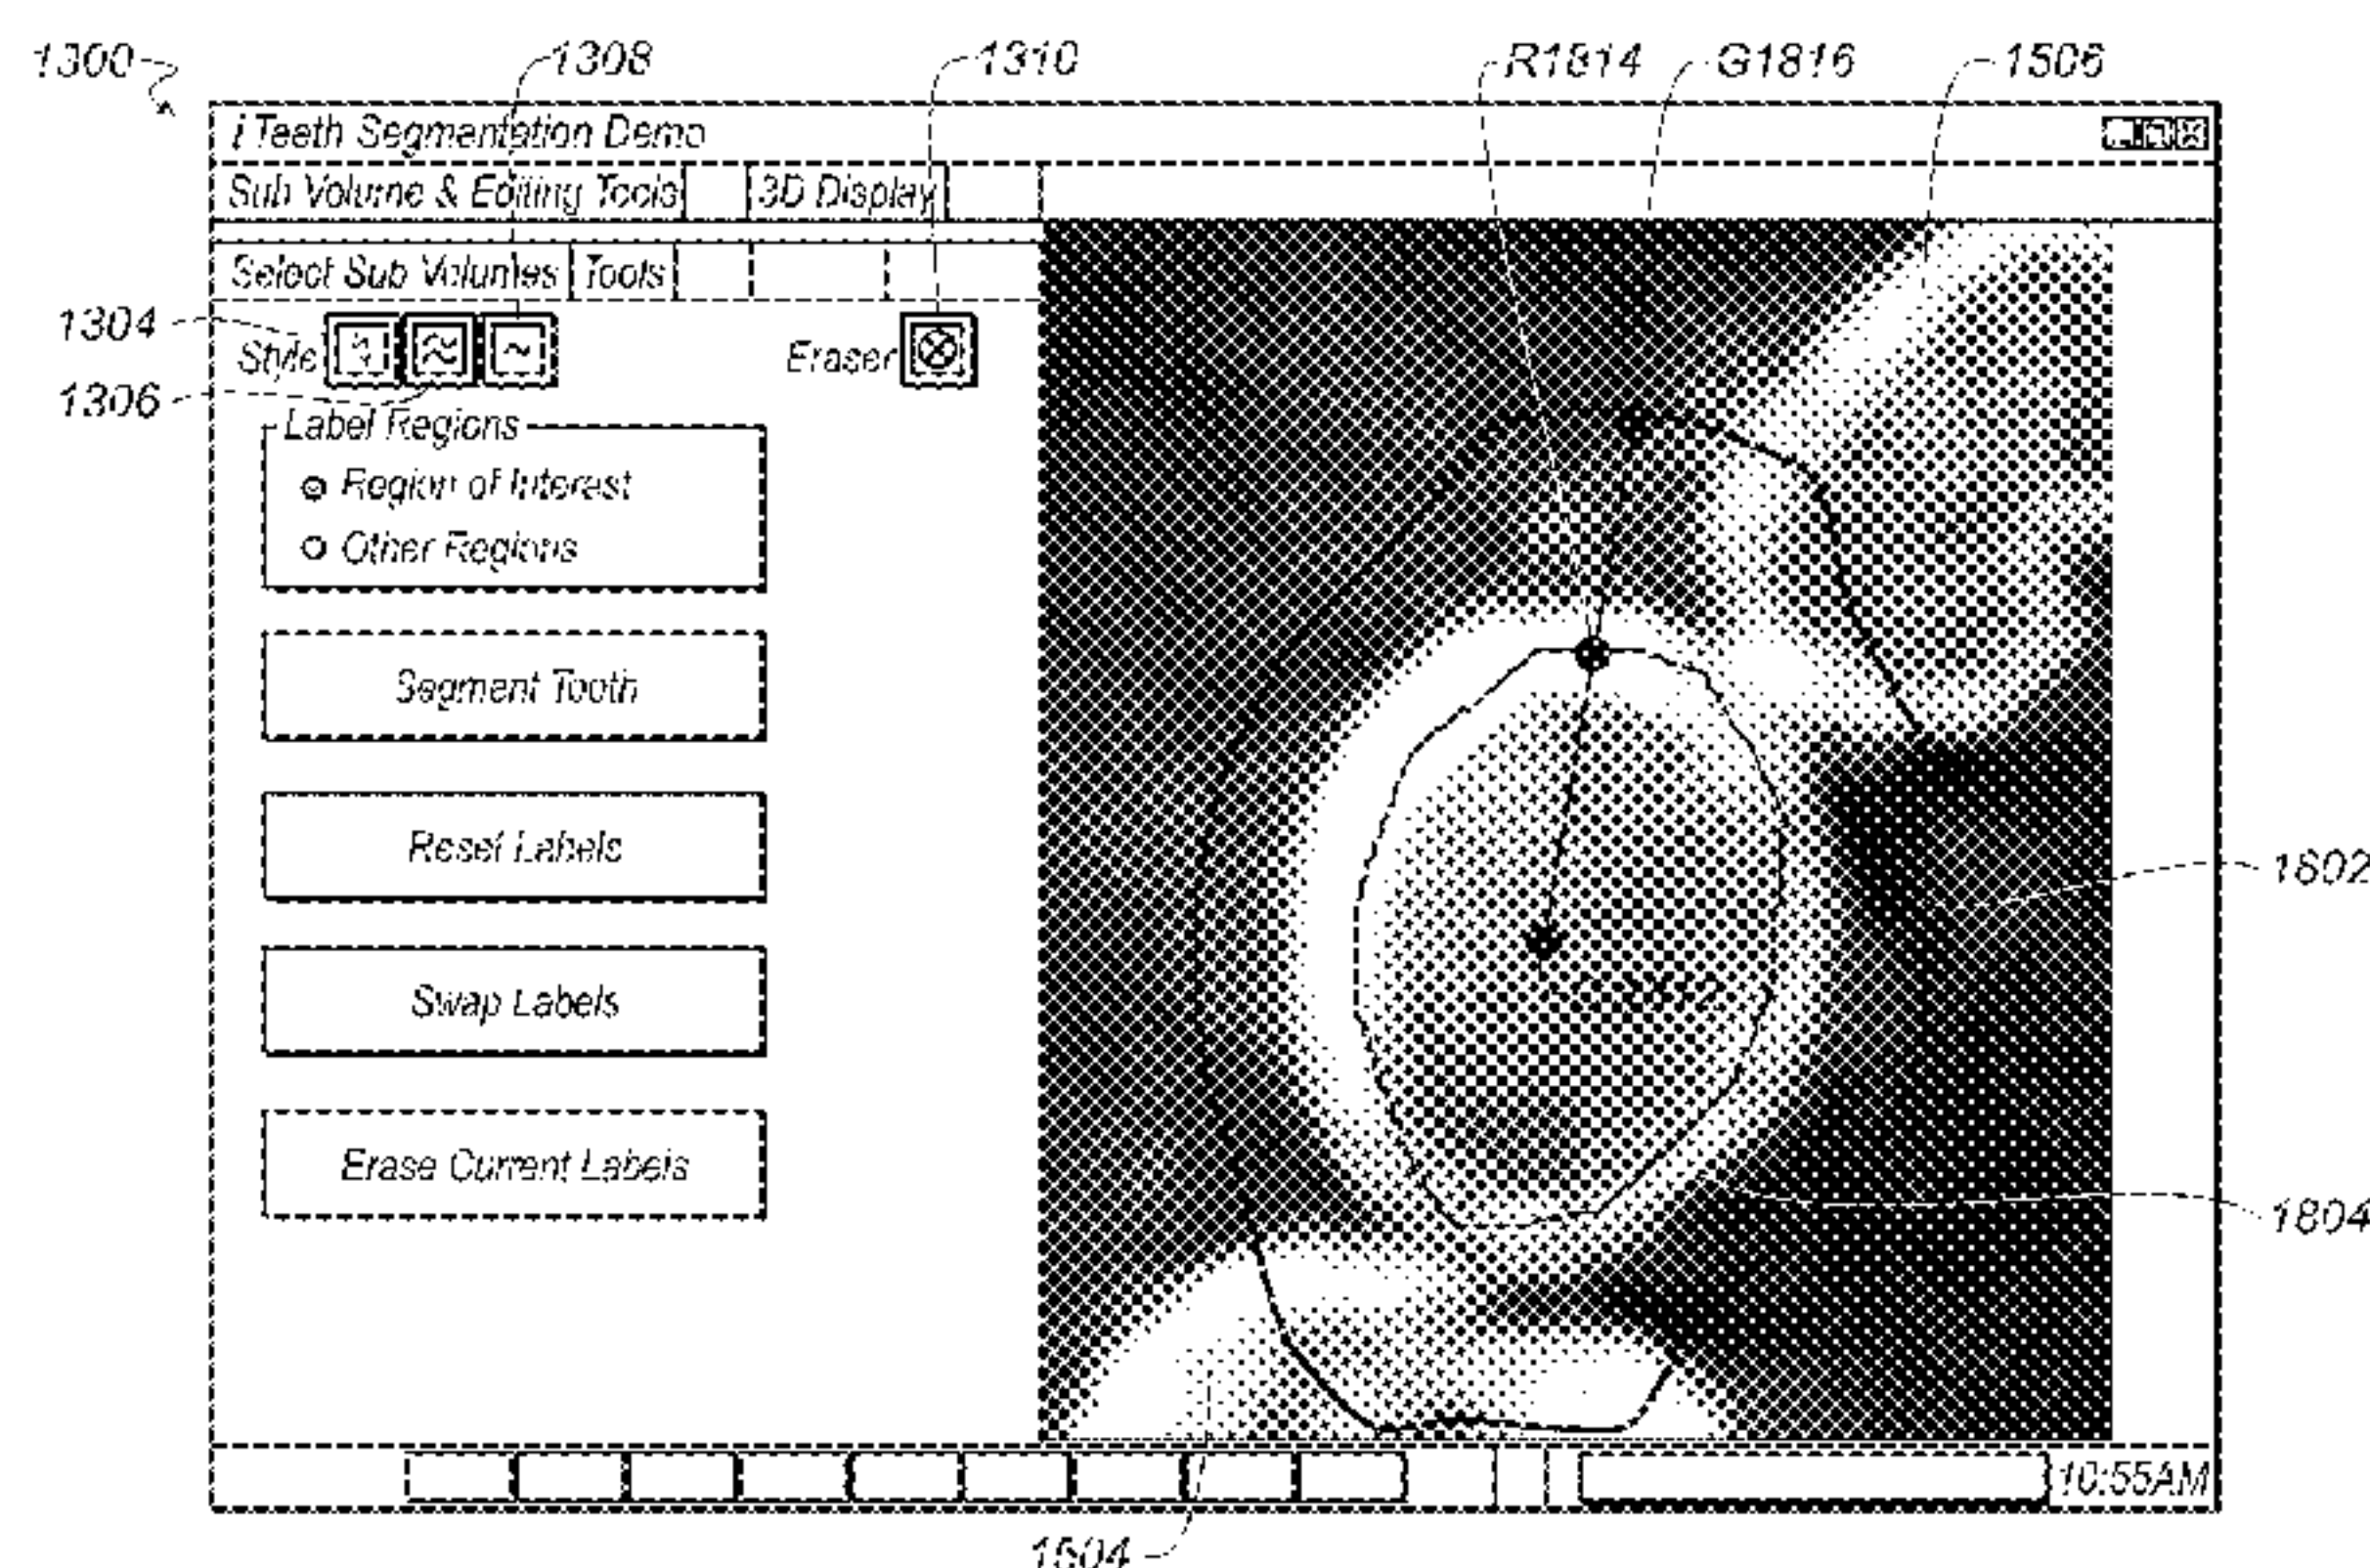 1300
1308
1310
R1814
G1816
1506
i Teeth Segmentation Demo
Sub Volume & Editing Tools
3D Display
Select Sub Volumes
Tools
1304
Style
Eraser
1306
Label Regions
Region of Interest
Other Regions
Segment Tooth
Reset Labels
1802
Swap Labels
Erase Current Labels
1804
10:55AM
1504